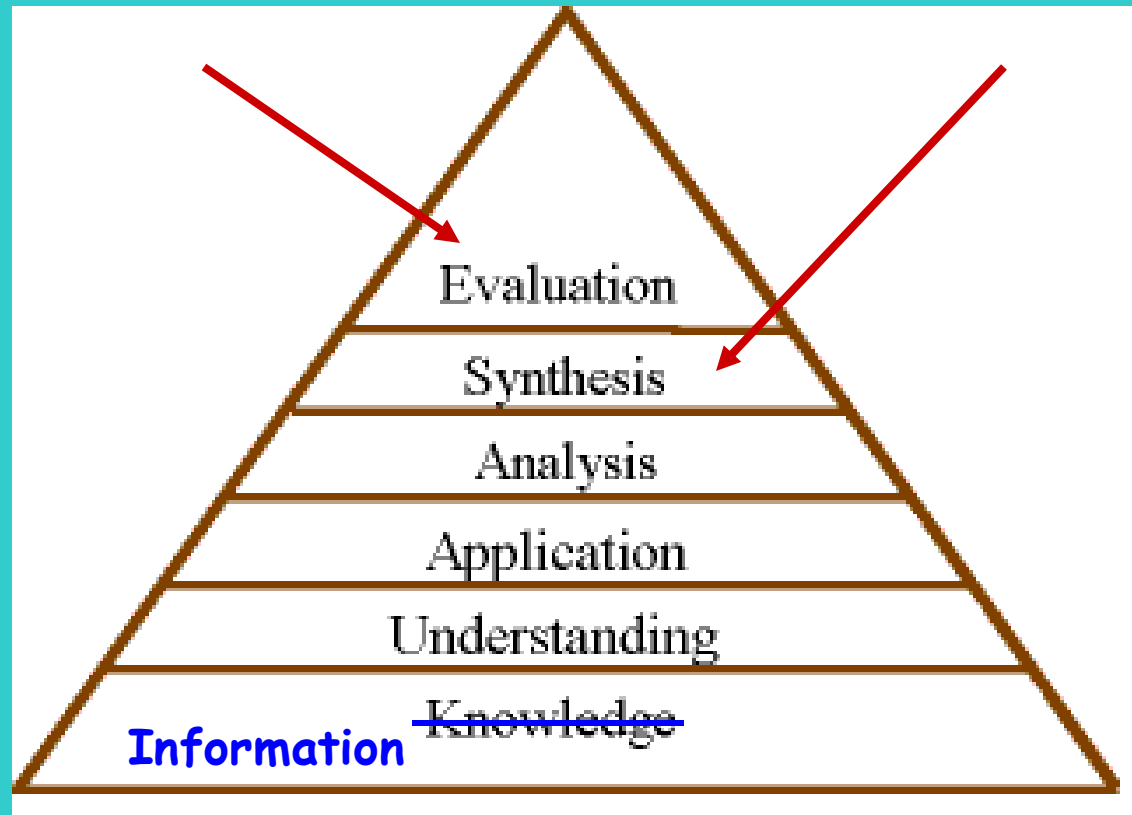 Evaluation
Synthesis
Analysis
Application
Understanding
Knowledge
Information